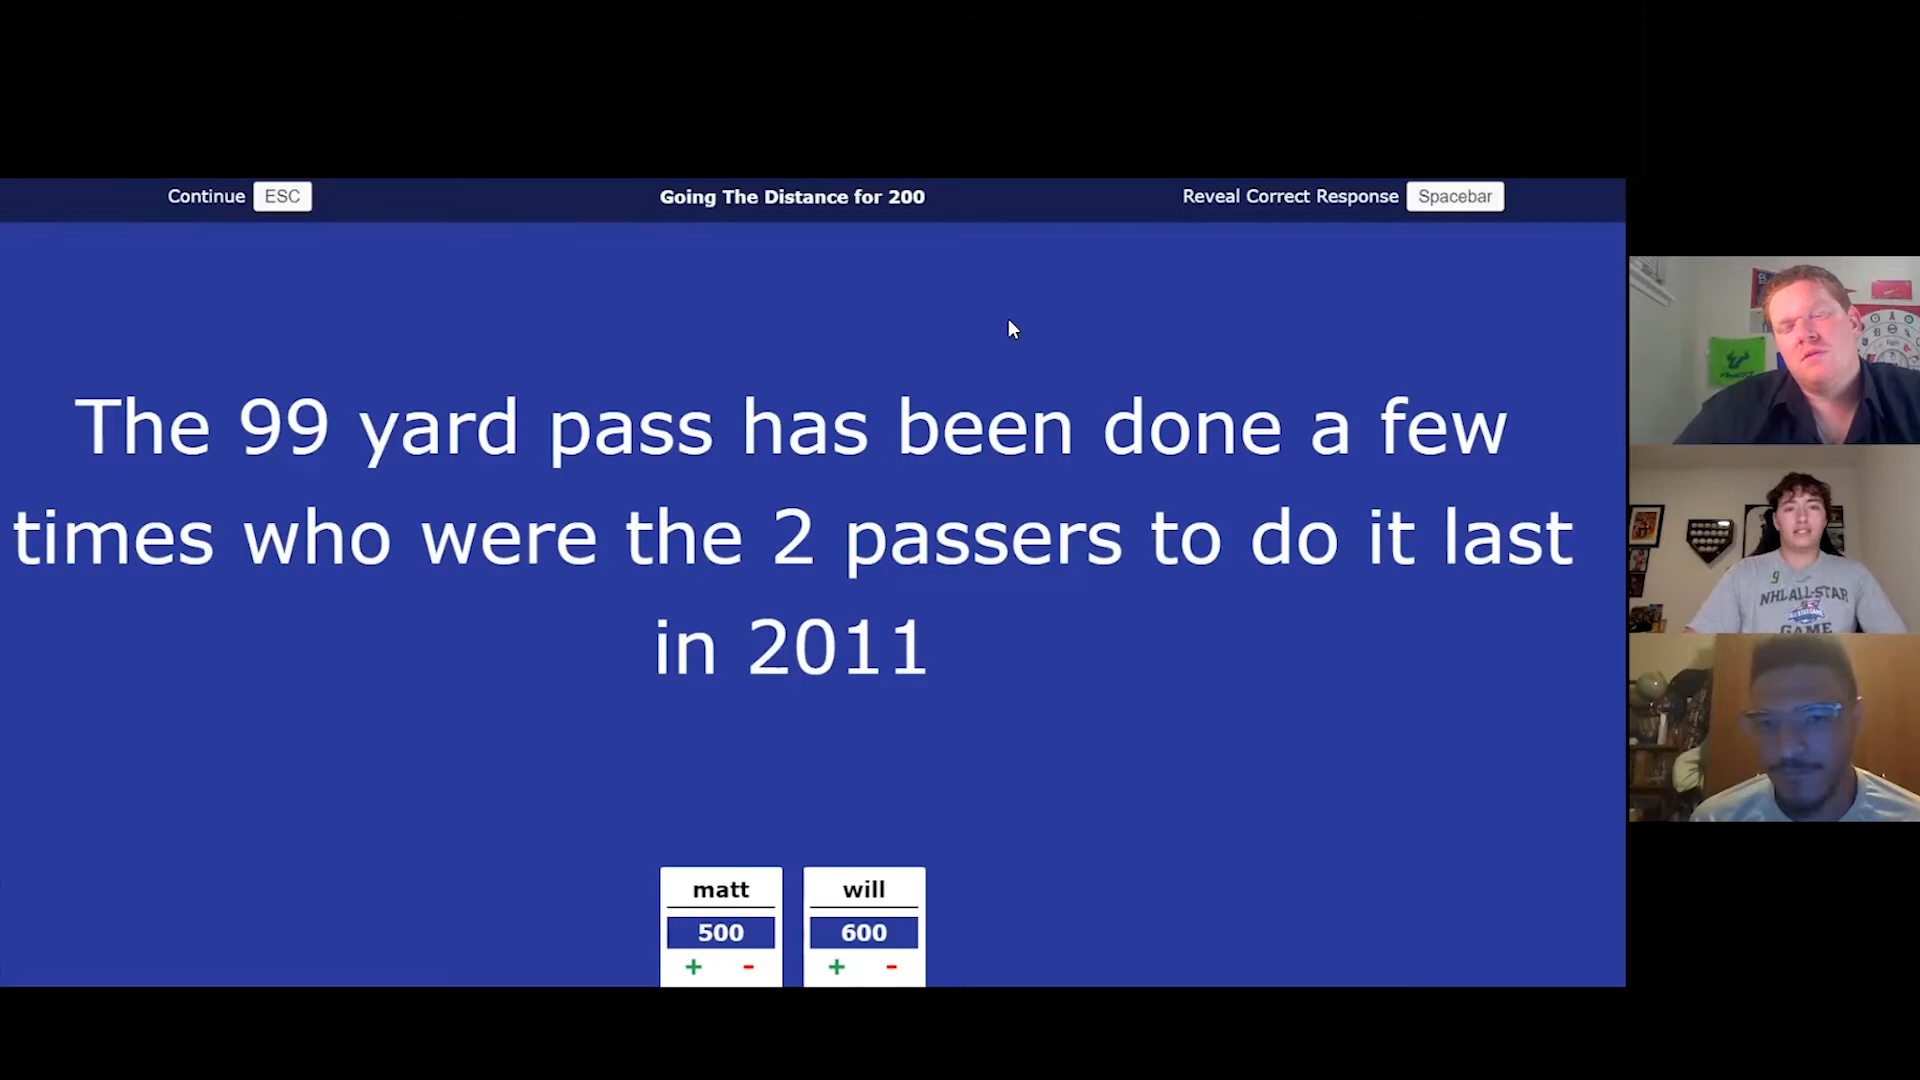 Continue ESC
Going The Distance for 200
Reveal Correct Response Spacebar
The 99 yard pass has been done a few
times who were the 2 passers to do it last
in 2011
matt
500
+ -
will
600
+ -
9
NHL ALL-STAR
GAME